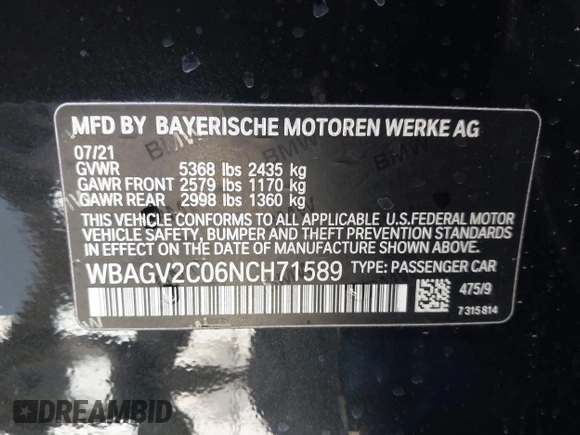 MFD BY BAYERISCHE MOTOREN WERKE AG
07/21
GVWR 5368 lbs 2435 kg
GAWR FRONT 2579 lbs 1170 kg
GAWR REAR 2998 lbs 1360 kg
THIS VEHICLE CONFORMS TO ALL APPLICABLE U.S.FEDERAL MOTOR
VEHICLE SAFETY, BUMPER AND THEFT PREVENTION STANDARDS
IN EFFECT ON THE DATE OF MANUFACTURE SHOWN ABOVE.
WBAGV2C06NCH71589 TYPE: PASSENGER CAR
475/9
7315814
DREAMBID